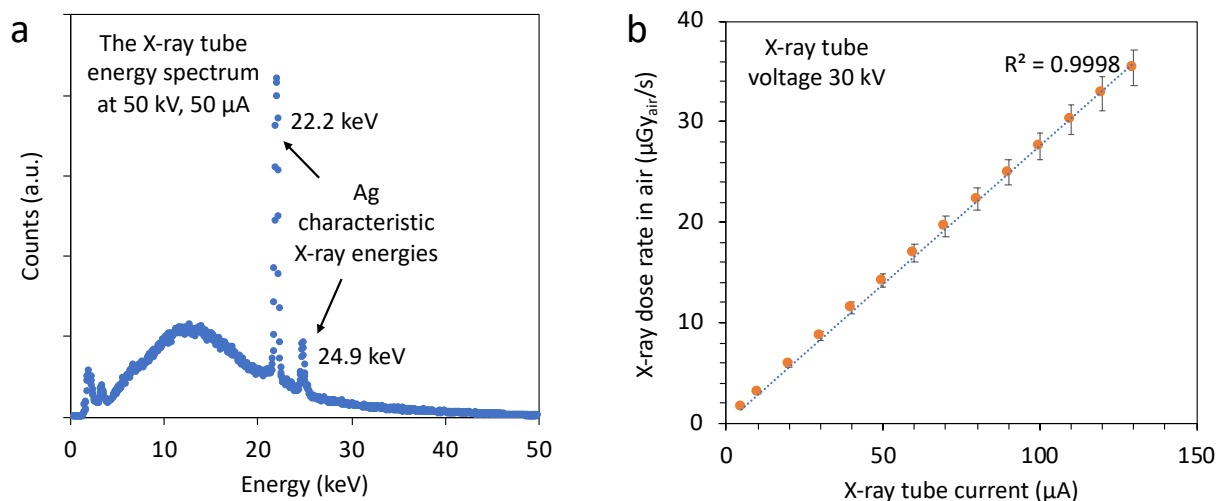 a
The X-ray tube
energy spectrum
at 50 kV, 50 µA
22.2 keV
Ag
characteristic
X-ray energies
24.9 keV
Counts (a.u.)
0 10 20 30 40 50
Energy (keV)
b
X-ray tube
voltage 30 kV
R² = 0.9998
X-ray dose rate in air (µGyair/s)
40
30
20
10
0
0 50 100 150
X-ray tube current (µA)